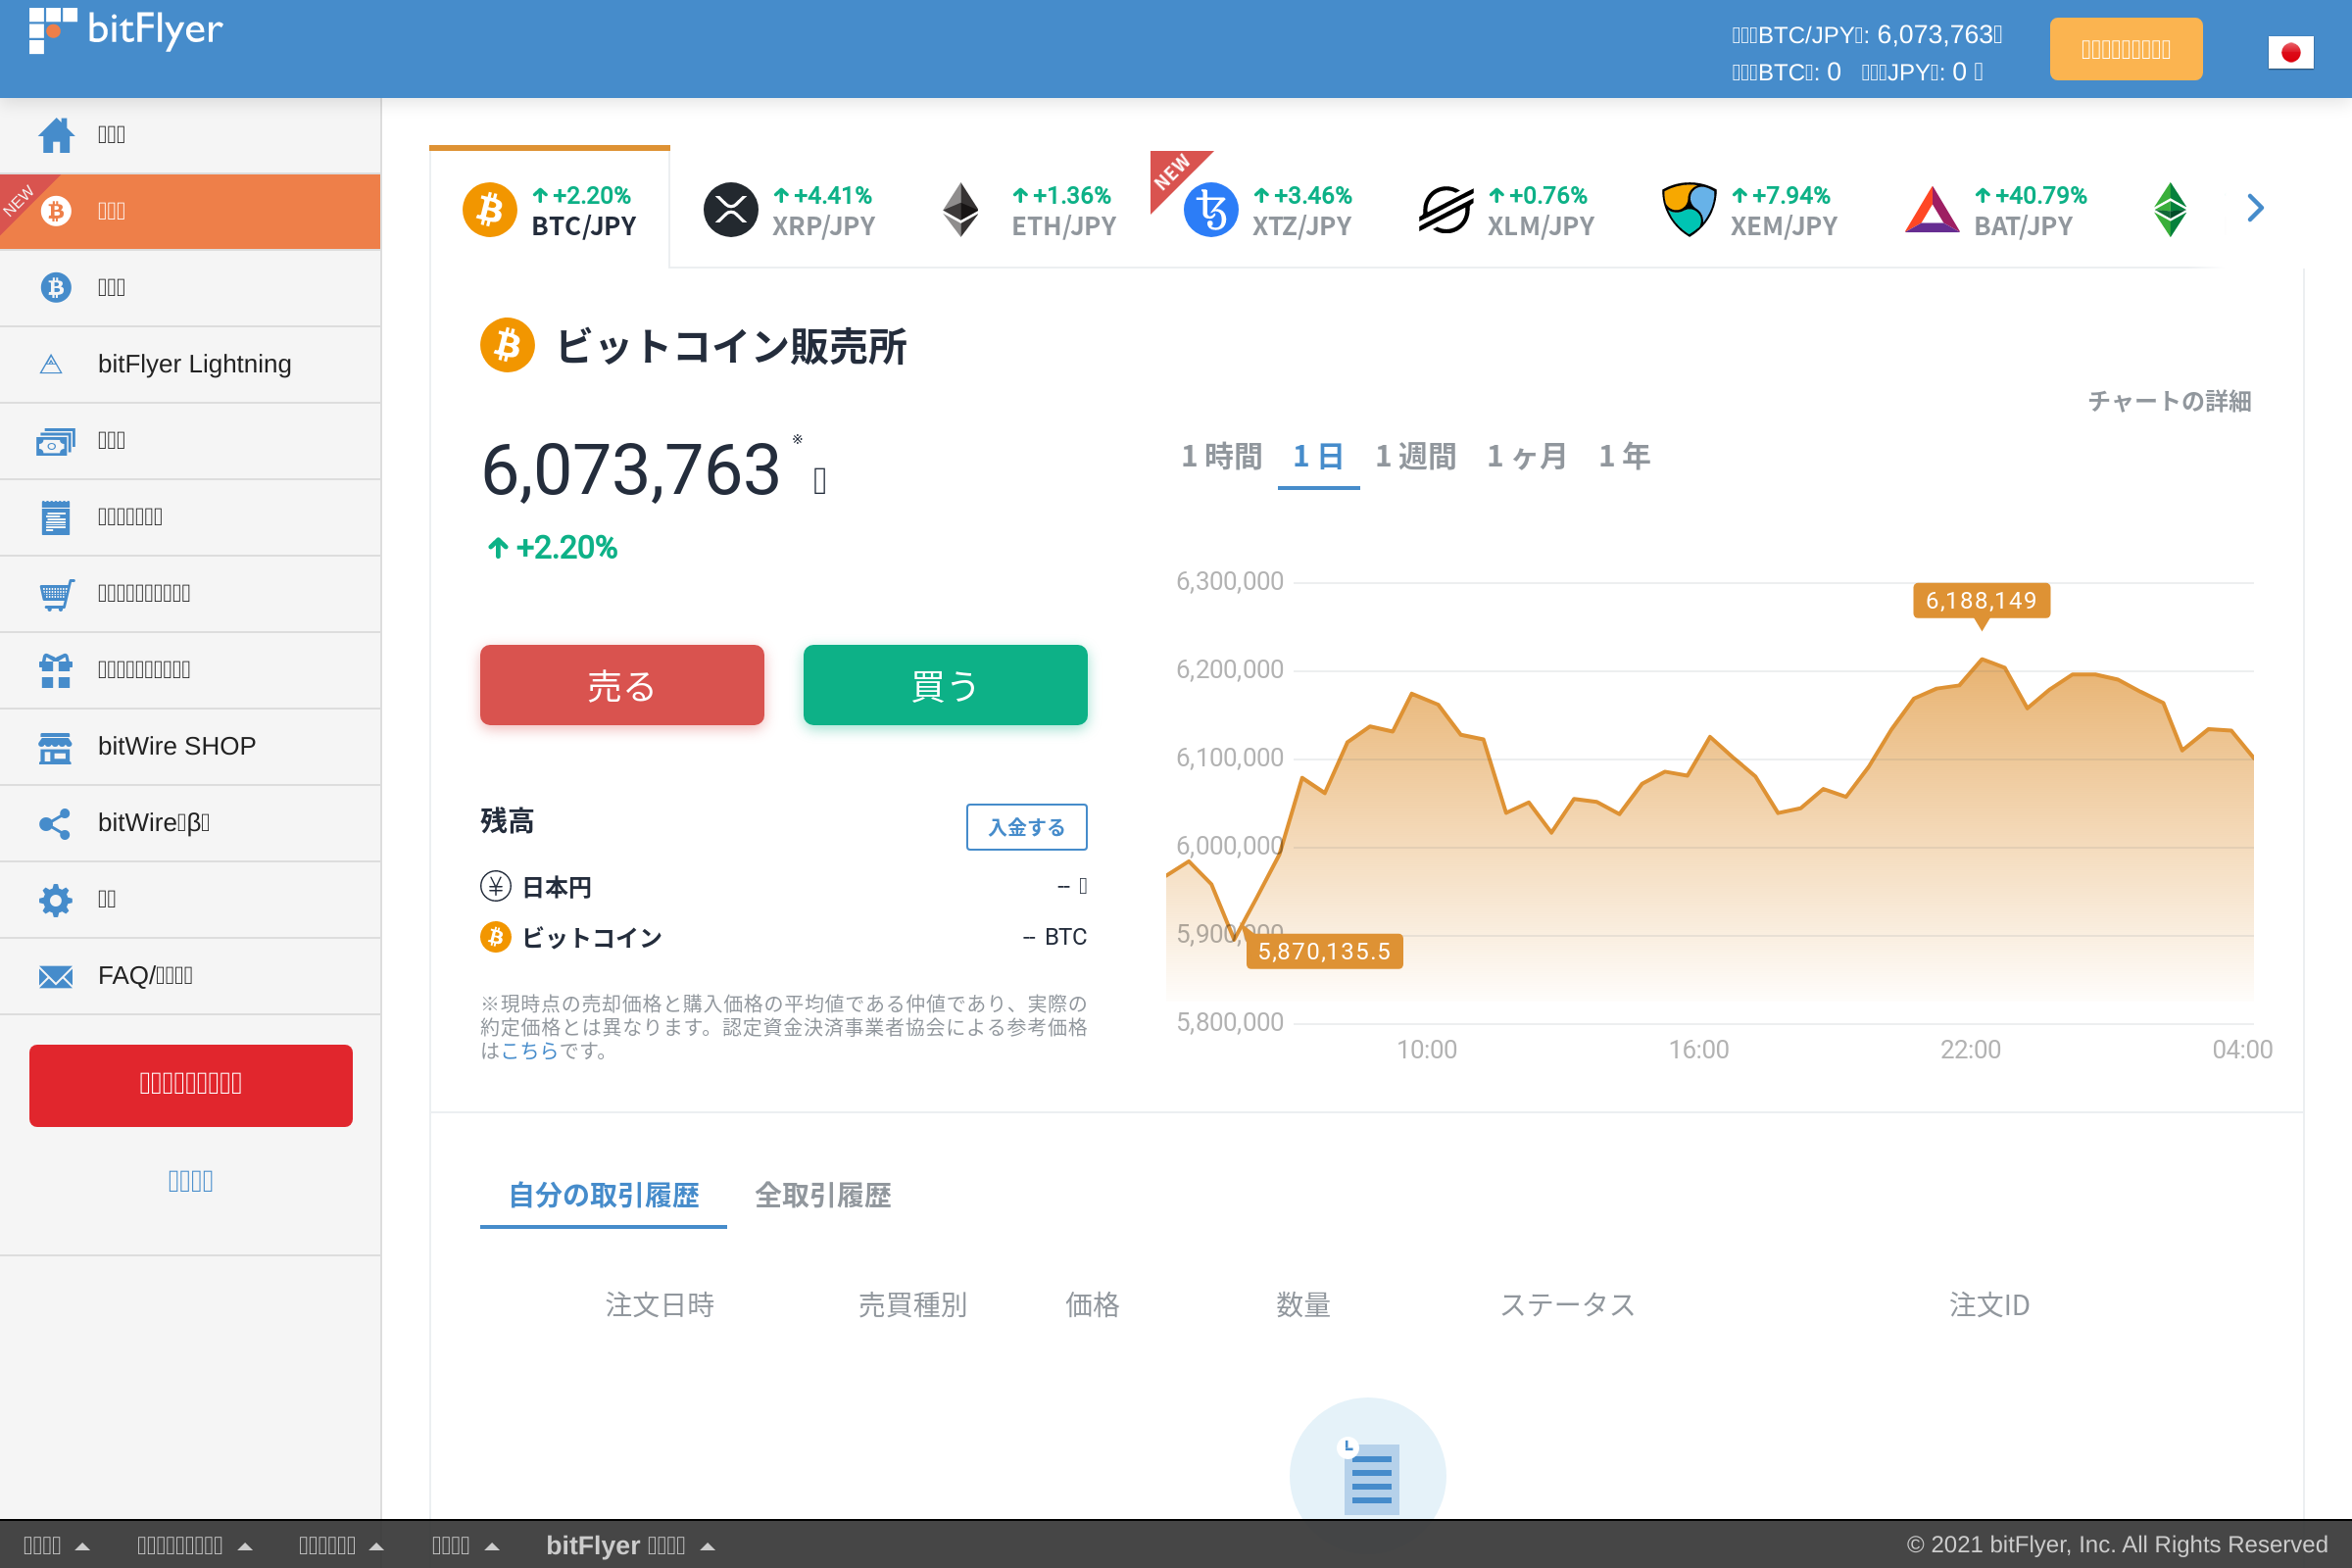 bitFlyer
BTC/JPY: 6,073,763
BTC: 0 JPY: 0
NEW
bitFlyer Lightning
bitWire SHOP
bitWire β
FAQ/
+2.20%
BTC/JPY
+4.41%
XRP/JPY
+1.36%
ETH/JPY
NEW
+3.46%
XTZ/JPY
+0.76%
XLM/JPY
+7.94%
XEM/JPY
+40.79%
BAT/JPY
ビットコイン販売所
チャートの詳細
6,073,763 ※
+2.20%
1 時間 1 日 1 週間 1 ヶ月 1 年
売る
買う
残高
入金する
日本円 --
ビットコイン -- BTC
※現時点の売却価格と購入価格の平均値である仲値であり、実際の
約定価格とは異なります。認定資金決済事業者協会による参考価格
はこちらです。
6,300,000
6,188,149
6,200,000
6,100,000
6,000,000
5,900,000
5,870,135.5
5,800,000
10:00 16:00 22:00 04:00
自分の取引履歴 全取引履歴
注文日時 売買種別 価格 数量 ステータス 注文ID
bitFlyer
© 2021 bitFlyer, Inc. All Rights Reserved